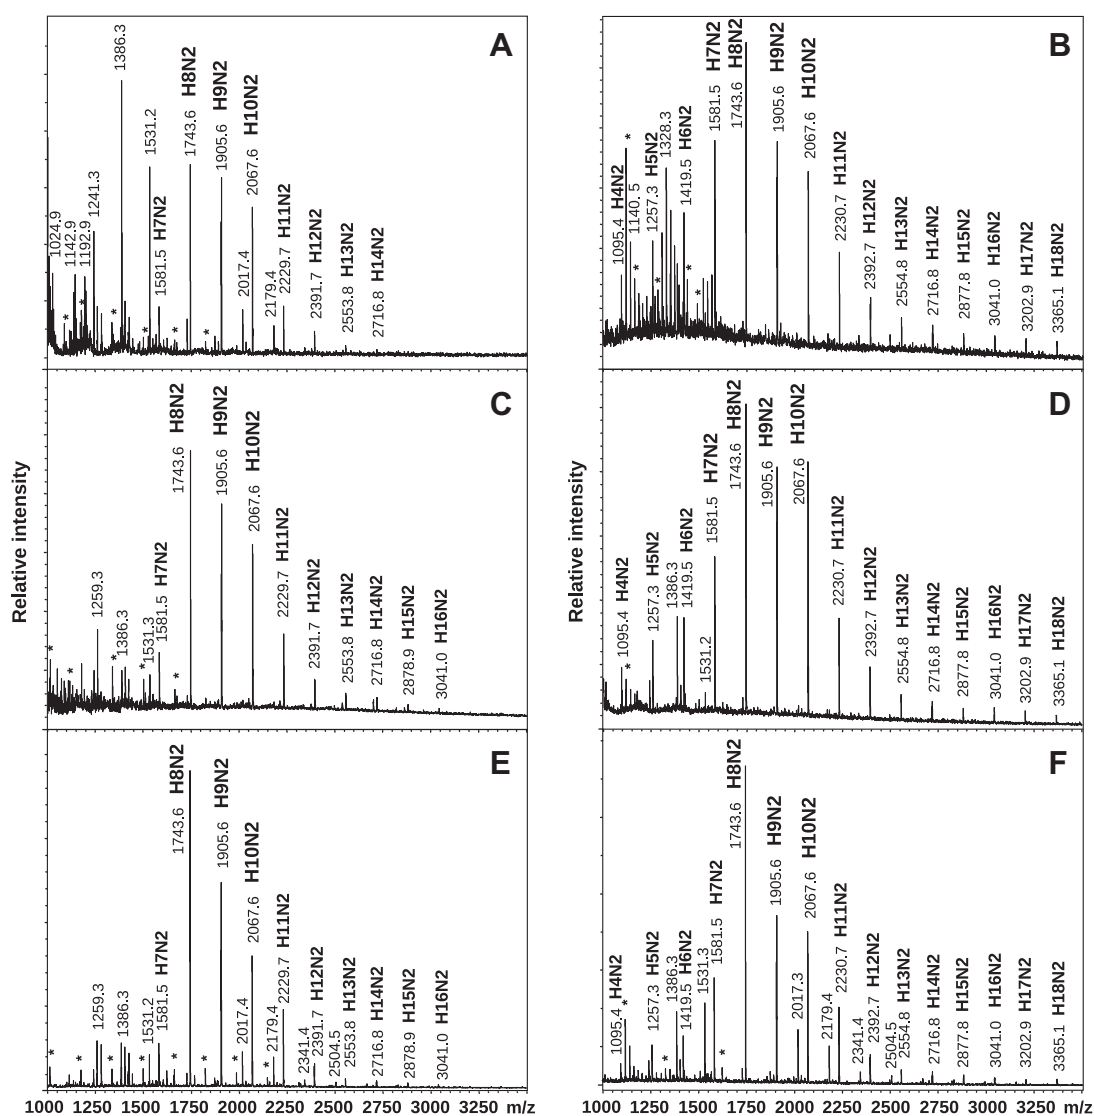 A
1024.9
1142.9
1192.9
1241.3
1386.3
1531.2
1581.5 H7N2
1743.6 H8N2
1905.6 H9N2
2017.4
2067.6 H10N2
2179.4
2229.7 H11N2
2391.7 H12N2
2553.8 H13N2
2716.8 H14N2
* * * * * *
B
1095.4 H4N2
*
1140.5
1257.3 H5N2
1328.3
1419.5 H6N2
1581.5 H7N2
1743.6 H8N2
1905.6 H9N2
2067.6 H10N2
2230.7 H11N2
2392.7 H12N2
2554.8 H13N2
2716.8 H14N2
2877.8 H15N2
3041.0 H16N2
3202.9 H17N2
3365.1 H18N2
* * * *
Relative intensity
C
1259.3
1386.3
1531.3
1581.5 H7N2
1743.6 H8N2
1905.6 H9N2
2067.6 H10N2
2229.7 H11N2
2391.7 H12N2
2553.8 H13N2
2716.8 H14N2
2878.9 H15N2
3041.0 H16N2
* * * * *
Relative intensity
D
1095.4 H4N2
*
1257.3 H5N2
1386.3
1419.5 H6N2
1531.2
1581.5 H7N2
1743.6 H8N2
1905.6 H9N2
2067.6 H10N2
2230.7 H11N2
2392.7 H12N2
2554.8 H13N2
2716.8 H14N2
2877.8 H15N2
3041.0 H16N2
3202.9 H17N2
3365.1 H18N2
E
1259.3
1386.3
1531.2
1581.5 H7N2
1743.6 H8N2
1905.6 H9N2
2017.4
2067.6 H10N2
2179.4
2229.7 H11N2
2341.4
2391.7 H12N2
2504.5
2553.8 H13N2
2716.8 H14N2
2878.9 H15N2
3041.0 H16N2
* * * * * * * *
1000 1250 1500 1750 2000 2250 2500 2750 3000 3250 m/z
F
1095.4 H4N2
*
1257.3 H5N2
1386.3
1419.5 H6N2
1531.3
1581.5 H7N2
1743.6 H8N2
1905.6 H9N2
2017.3
2067.6 H10N2
2179.4
2230.7 H11N2
2341.4
2392.7 H12N2
2504.5
2554.8 H13N2
2716.8 H14N2
2877.8 H15N2
3041.0 H16N2
3202.9 H17N2
3365.1 H18N2
* *
1000 1250 1500 1750 2000 2250 2500 2750 3000 3250 m/z